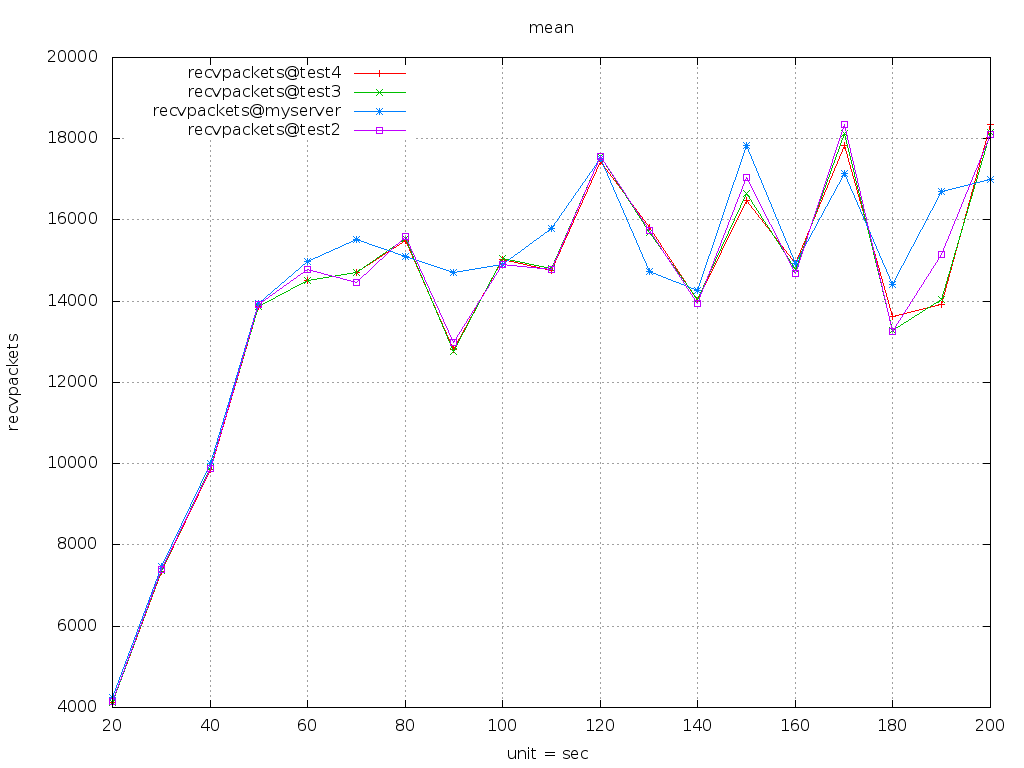 mean
20000
18000
16000
14000
12000
10000
8000
6000
4000
recvpackets
recvpackets@test4
recvpackets@test3
recvpackets@myserver
recvpackets@test2
20 40 60 80 100 120 140 160 180 200
unit = sec